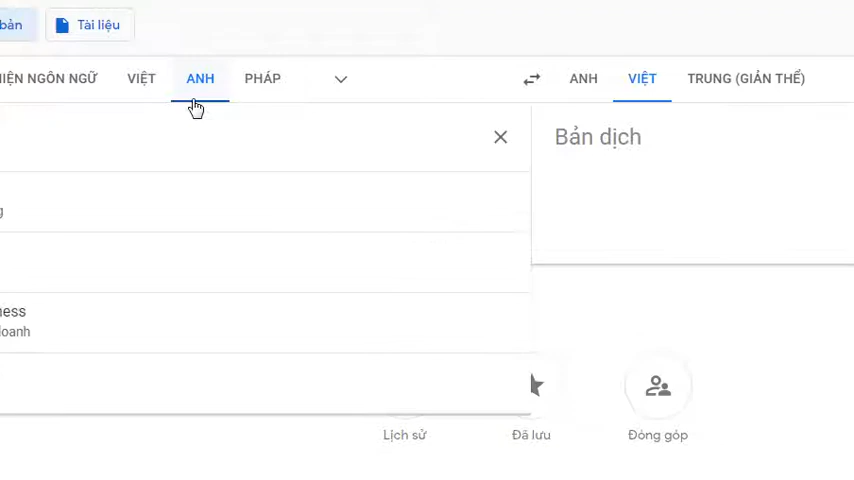 bản Tài liệu
IỆN NGÔN NGỮ VIỆT ANH PHÁP ANH VIỆT TRUNG (GIẢN THỂ)
Bản dịch
g
ness
doanh
Lịch sử Đã lưu Đóng góp